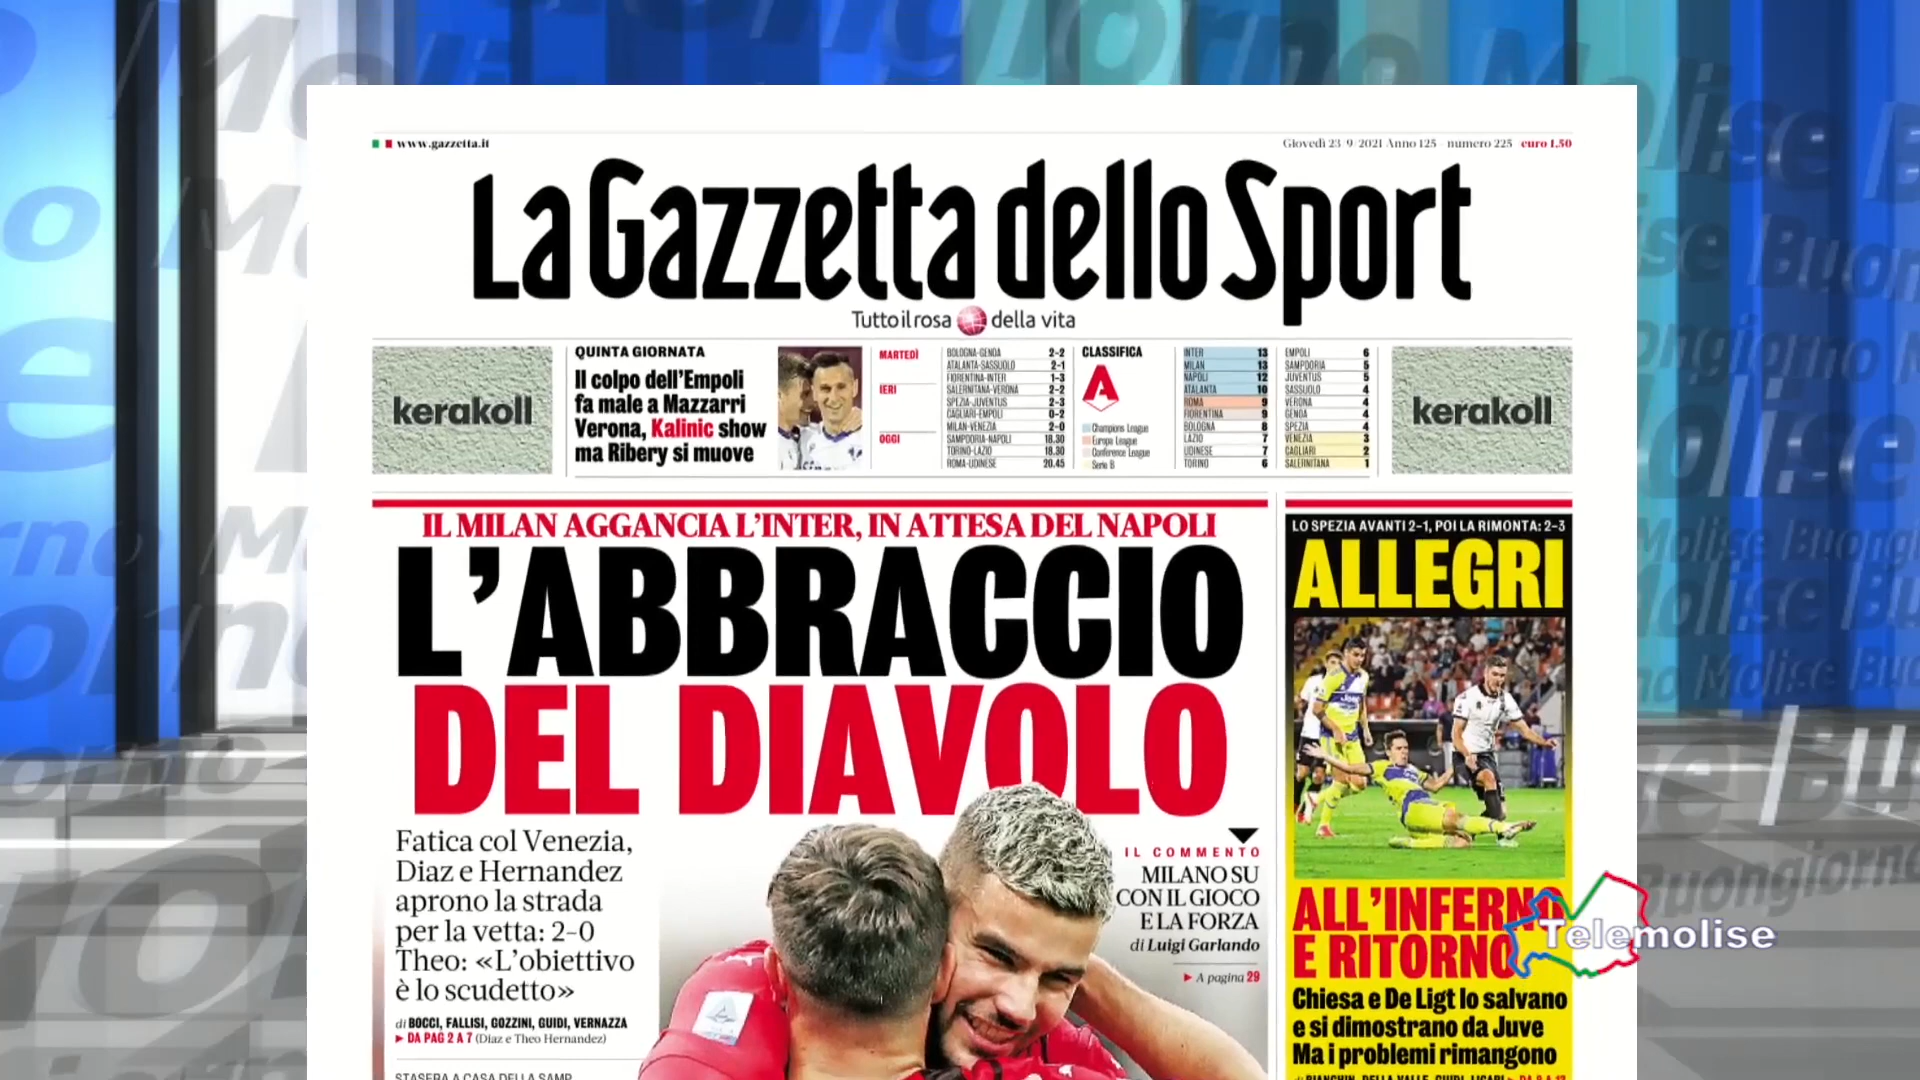 www.gazzetta.it
Giovedì 23/9/2021 Anno 125 - numero 225 euro 1,50
La Gazzetta dello Sport
Tutto il rosa della vita
kerakoll
QUINTA GIORNATA
Il colpo dell'Empoli
fa male a Mazzarri
Verona, Kalinic show
ma Ribery si muove
MARTEDÌ
BOLOGNA-GENOA 2-2
ATALANTA-SASSUOLO 2-1
FIORENTINA-INTER 1-3
IERI
SALERNITANA-VERONA 2-2
SPEZIA-JUVENTUS 2-3
CAGLIARI-EMPOLI 0-2
MILAN-VENEZIA 2-0
OGGI
SAMPDORIA-NAPOLI 18.30
TORINO-LAZIO 18.30
ROMA-UDINESE 20.45
CLASSIFICA
Champions League
Europa League
Conference League
Serie B
INTER 13
MILAN 13
NAPOLI 12
ATALANTA 10
ROMA 9
FIORENTINA 9
BOLOGNA 8
LAZIO 7
UDINESE 7
TORINO 6
EMPOLI 6
SAMPDORIA 5
JUVENTUS 5
SASSUOLO 4
VERONA 4
GENOA 4
SPEZIA 4
VENEZIA 3
CAGLIARI 2
SALERNITANA 1
kerakoll
IL MILAN AGGANCIA L'INTER, IN ATTESA DEL NAPOLI
L'ABBRACCIO
DEL DIAVOLO
Fatica col Venezia,
Diaz e Hernandez
aprono la strada
per la vetta: 2-0
Theo: «L'obiettivo
è lo scudetto»
di BOCCI, FALLISI, GOZZINI, GUIDI, VERNAZZA
DA PAG 2 A 7 (Diaz e Theo Hernandez)
STASERA A CASA DELLA SAMP
IL COMMENTO
MILANO SU
CON IL GIOCO
E LA FORZA
di Luigi Garlando
A pagina 29
LO SPEZIA AVANTI 2-1, POI LA RIMONTA: 2-3
ALLEGRI
ALL'INFERNO
E RITORNO
Chiesa e De Ligt lo salvano
e si dimostrano da Juve
Ma i problemi rimangono
Telemolise
Buongiorno Molise